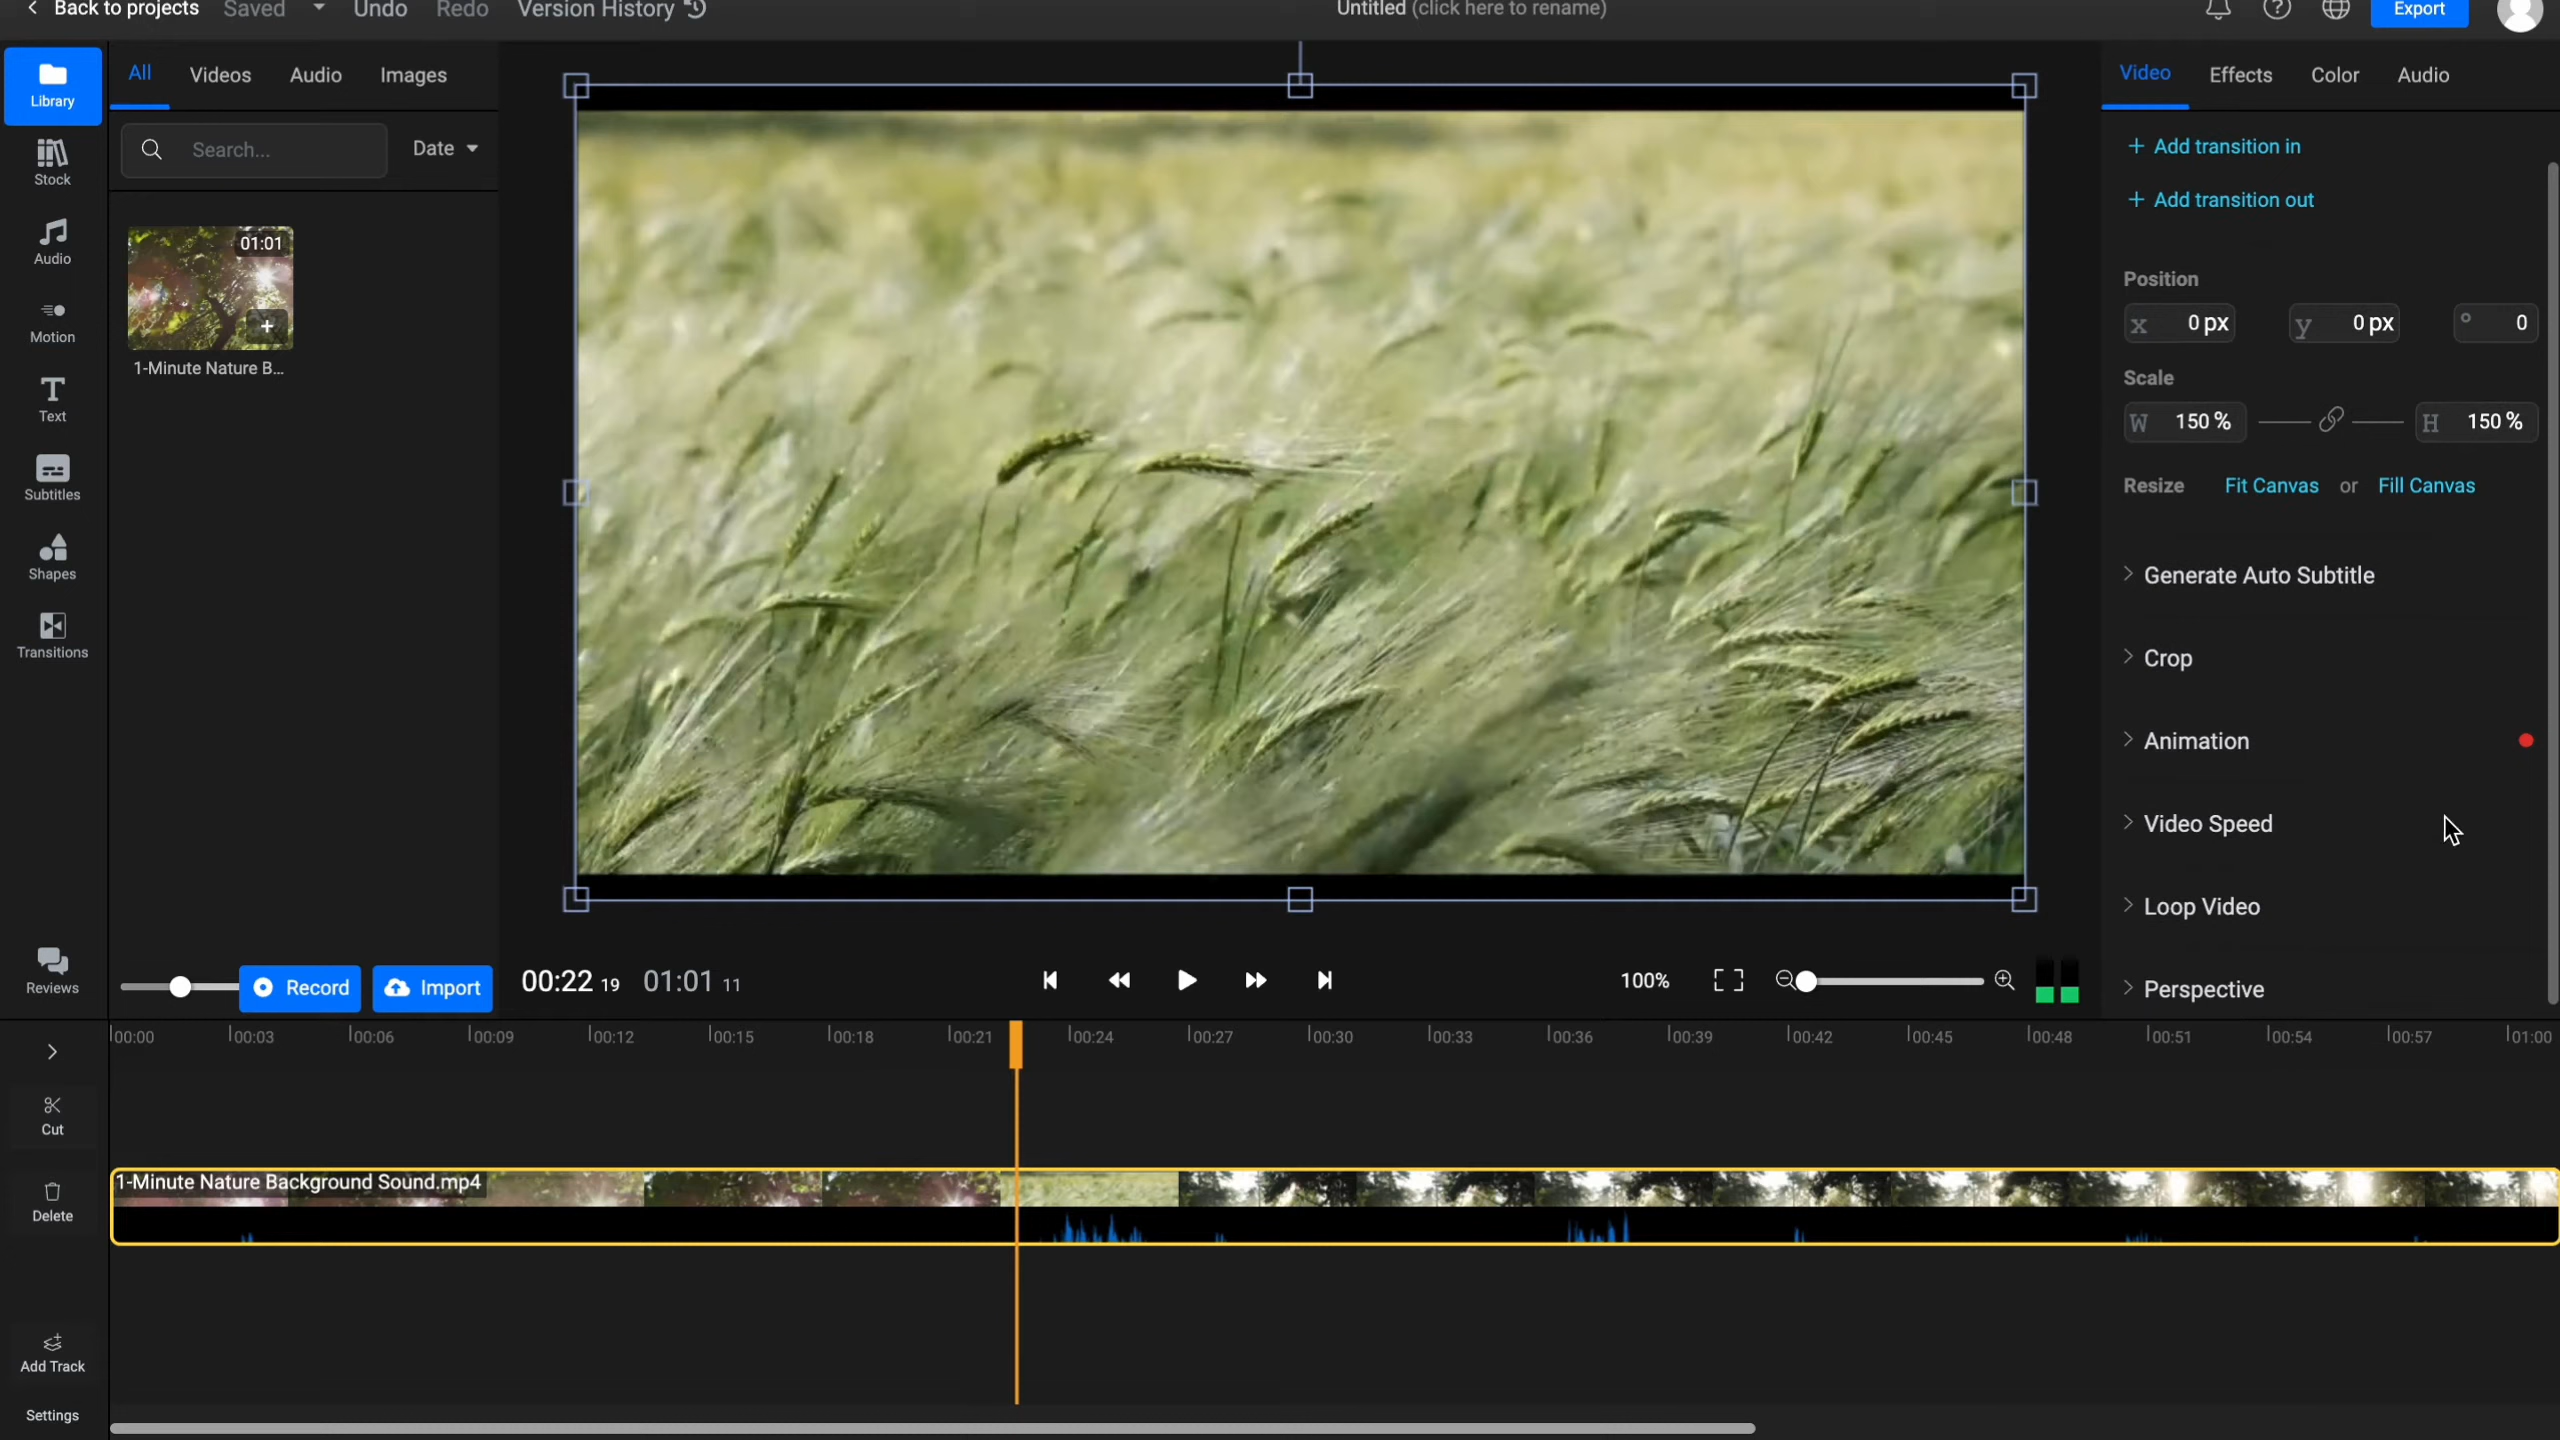 Back to projects Saved Undo Redo Version History Untitled (click here to rename) Export
Library
Stock
Audio
Motion
Text
Subtitles
Shapes
Transitions
Reviews
All Videos Audio Images
Search... Date
01:01
1-Minute Nature B...
Record Import
00:22 19 01:01 11 100%
Video Effects Color Audio
+ Add transition in
+ Add transition out
Position
x 0 px y 0 px ° 0
Scale
W 150 % H 150 %
Resize Fit Canvas or Fill Canvas
Generate Auto Subtitle
Crop
Animation
Video Speed
Loop Video
Perspective
00:00 00:03 00:06 00:09 00:12 00:15 00:18 00:21 00:24 00:27 00:30 00:33 00:36 00:39 00:42 00:45 00:48 00:51 00:54 00:57 01:00
Cut
1-Minute Nature Background Sound.mp4
Delete
Add Track
Settings